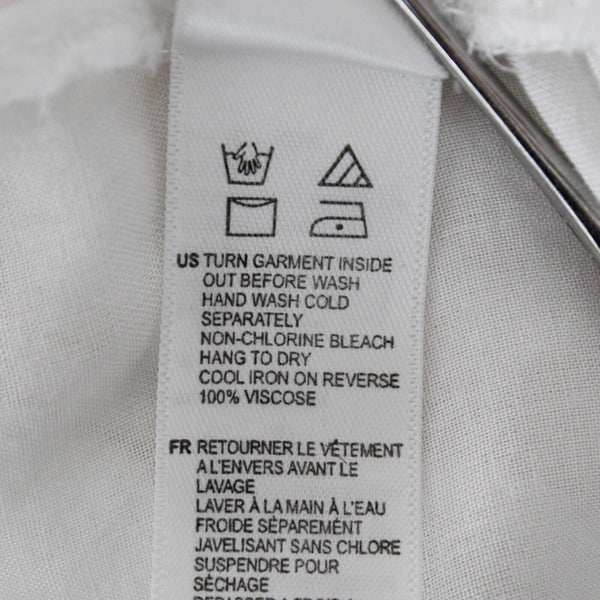 US TURN GARMENT INSIDE
OUT BEFORE WASH
HAND WASH COLD
SEPARATELY
NON-CHLORINE BLEACH
HANG TO DRY
COOL IRON ON REVERSE
100% VISCOSE
FR RETOURNER LE VÊTEMENT
A L'ENVERS AVANT LE
LAVAGE
LAVER À LA MAIN À L'EAU
FROIDE SÉPARÉMENT
JAVELISANT SANS CHLORE
SUSPENDRE POUR
SÉCHAGE